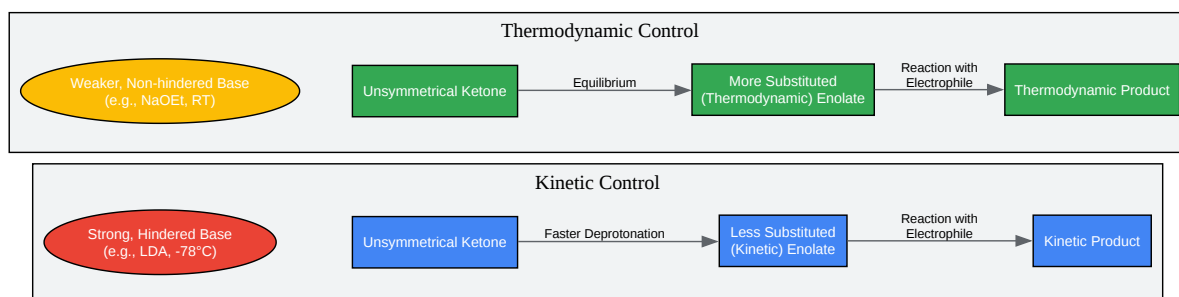 Thermodynamic Control
Weaker, Non-hindered Base
(e.g., NaOEt, RT)
Unsymmetrical Ketone
Equilibrium
More Substituted
(Thermodynamic) Enolate
Reaction with
Electrophile
Thermodynamic Product
Kinetic Control
Strong, Hindered Base
(e.g., LDA, -78°C)
Unsymmetrical Ketone
Faster Deprotonation
Less Substituted
(Kinetic) Enolate
Reaction with
Electrophile
Kinetic Product